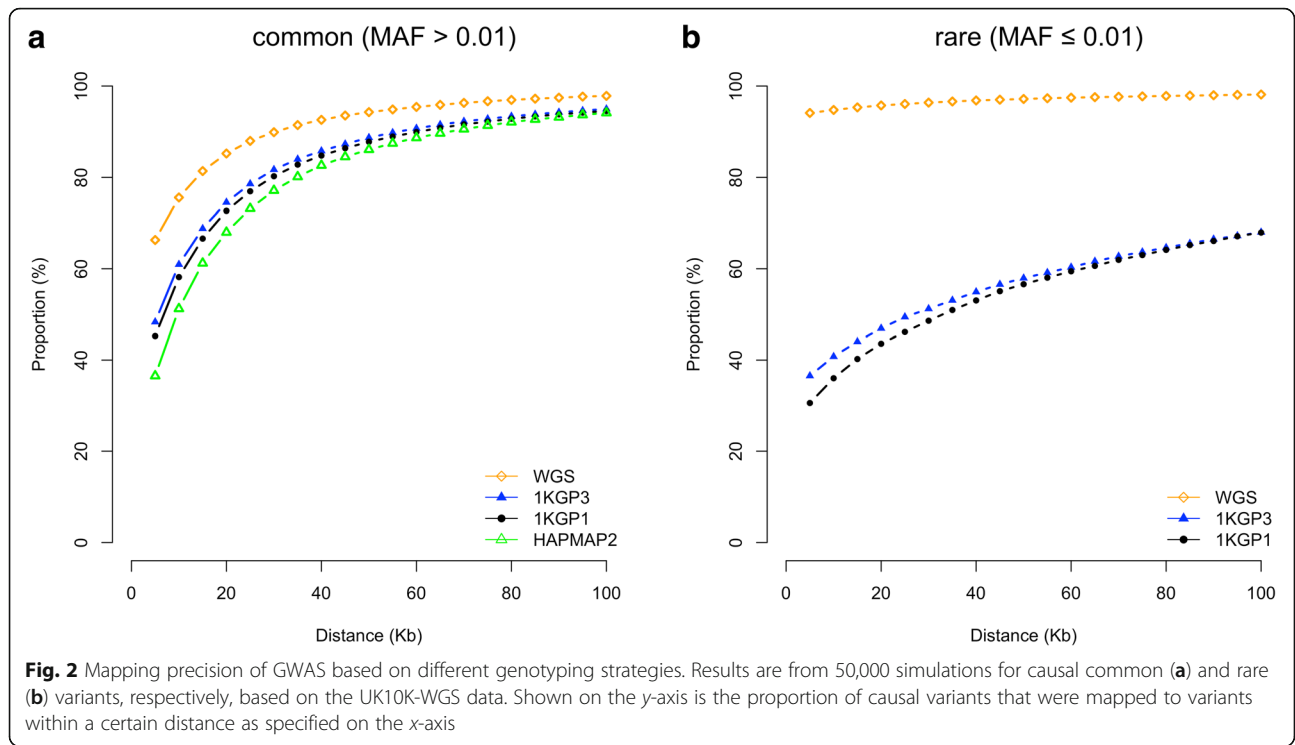 a
common (MAF > 0.01)
100
80
60
40
20
0
Proportion (%)
WGS
1KGP3
1KGP1
HAPMAP2
0 20 40 60 80 100
Distance (Kb)
b
rare (MAF ≤ 0.01)
100
80
60
40
20
0
Proportion (%)
WGS
1KGP3
1KGP1
0 20 40 60 80 100
Distance (Kb)
Fig. 2 Mapping precision of GWAS based on different genotyping strategies. Results are from 50,000 simulations for causal common (a) and rare
(b) variants, respectively, based on the UK10K-WGS data. Shown on the y-axis is the proportion of causal variants that were mapped to variants
within a certain distance as specified on the x-axis